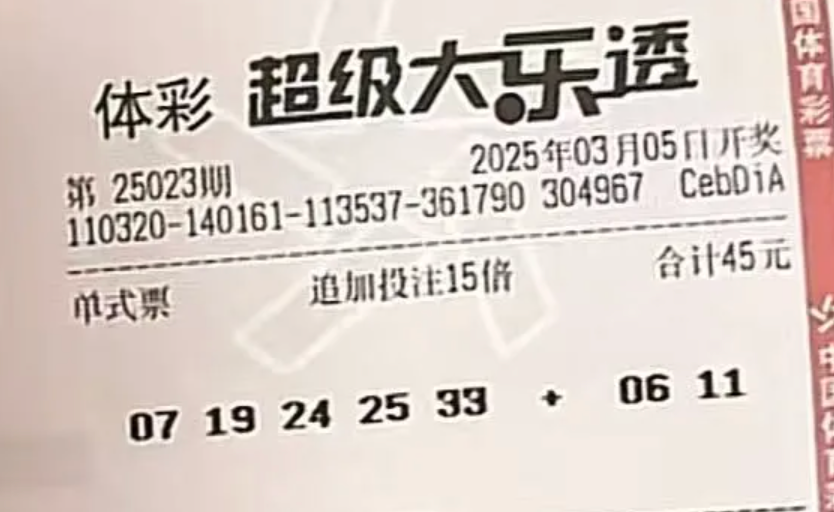 体彩 超级大乐透
第 25023期 2025年03月05日开奖
110320-140161-113537-361790 304967 CebDiA
单式票 追加投注15倍 合计45元
07 19 24 25 33 + 06 11
国体育彩票
中国体育